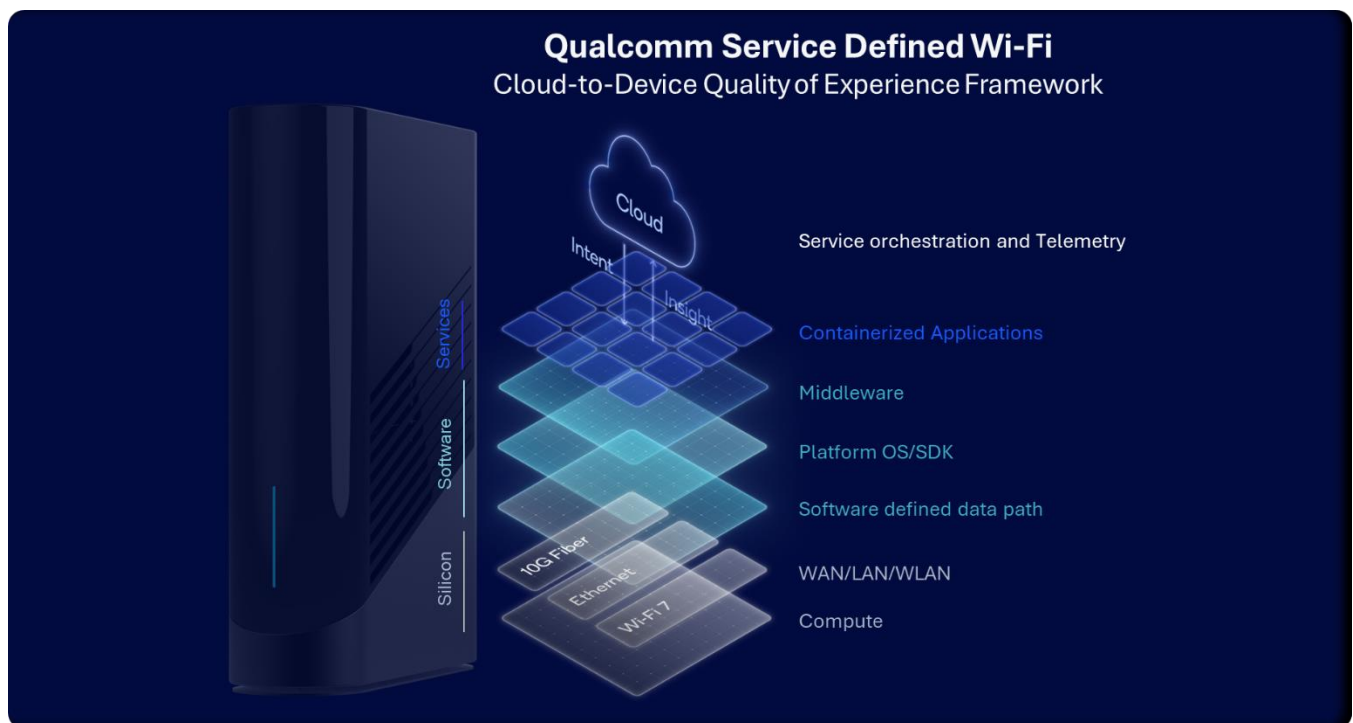 Qualcomm Service Defined Wi-Fi
Cloud-to-Device Quality of Experience Framework
Cloud
Intent
Insight
Service orchestration and Telemetry
Services
Containerized Applications
Middleware
Software
Platform OS/SDK
Software defined data path
Silicon
10G Fiber
Ethernet
Wi-Fi 7
WAN/LAN/WLAN
Compute